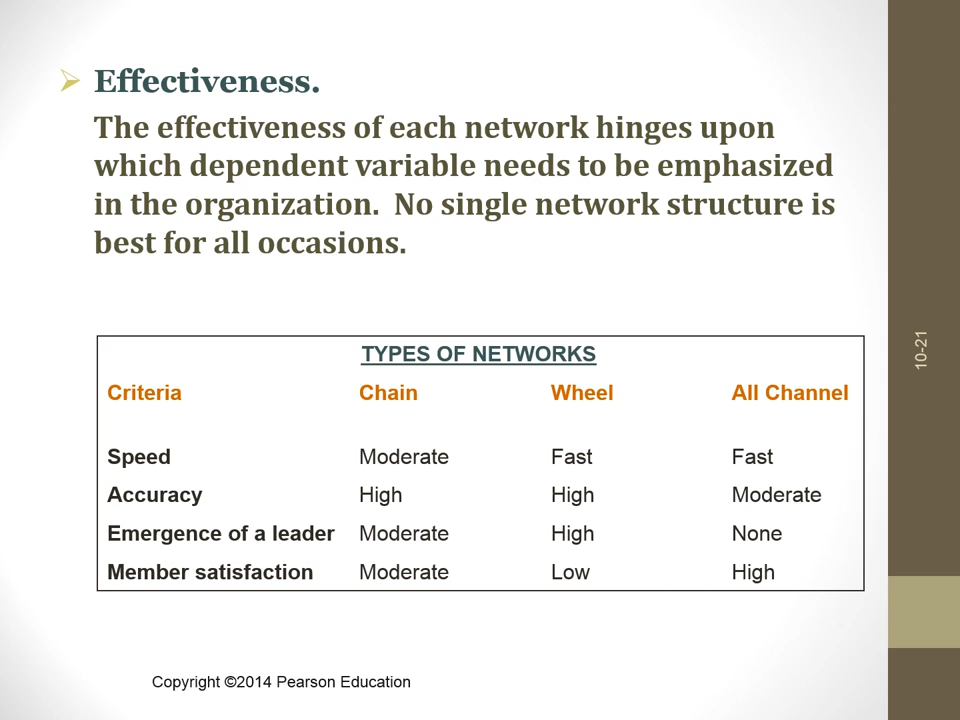 Effectiveness.
The effectiveness of each network hinges upon
which dependent variable needs to be emphasized
in the organization.  No single network structure is
best for all occasions.
TYPES OF NETWORKS
Criteria Chain Wheel All Channel
Speed Moderate Fast Fast
Accuracy High High Moderate
Emergence of a leader Moderate High None
Member satisfaction Moderate Low High
10-21
Copyright ©2014 Pearson Education